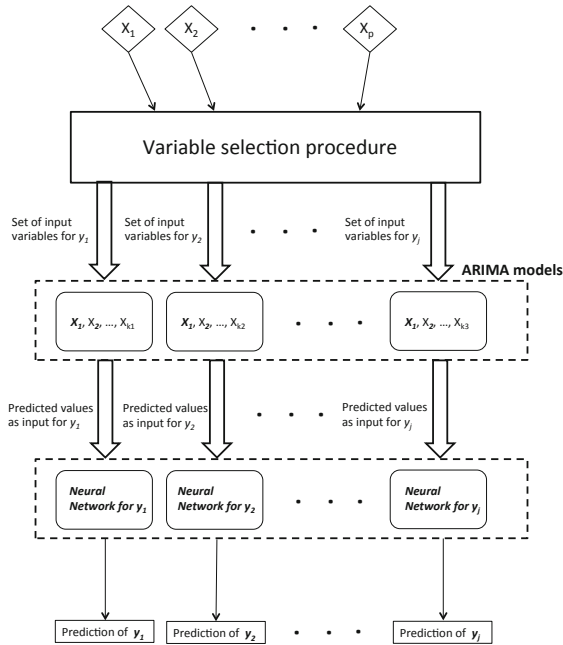 X1 X2 . . . Xp
Variable selection procedure
Set of input variables for y1
Set of input variables for y2
. . .
Set of input variables for yj
ARIMA models
X1, X2, ..., Xk1
X1, X2, ..., Xk2
. . .
X1, X2, ..., Xk3
Predicted values as input for y1
Predicted values as input for y2
. . .
Predicted values as input for yj
Neural Network for y1
Neural Network for y2
. . .
Neural Network for yj
Prediction of y1
Prediction of y2
. . .
Prediction of yj